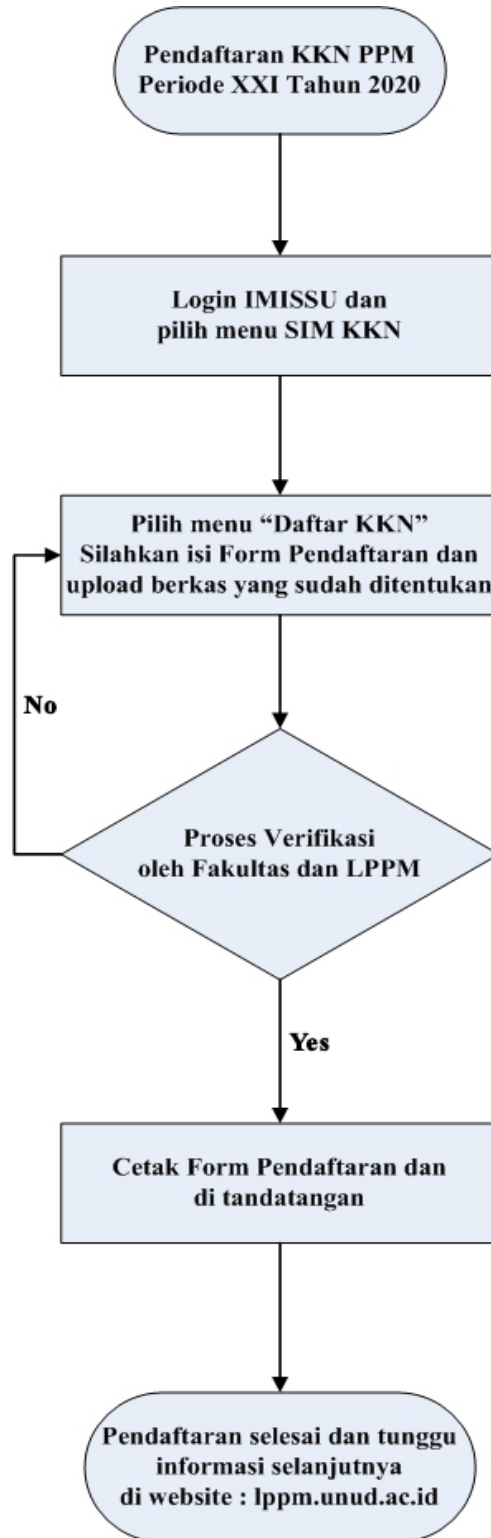 Pendaftaran KKN PPM
Periode XXI Tahun 2020
Login IMISSU dan
pilih menu SIM KKN
Pilih menu “Daftar KKN”
Silahkan isi Form Pendaftaran dan
upload berkas yang sudah ditentukan
No
Proses Verifikasi
oleh Fakultas dan LPPM
Yes
Cetak Form Pendaftaran dan
di tandatangan
Pendaftaran selesai dan tunggu
informasi selanjutnya
di website : lppm.unud.ac.id